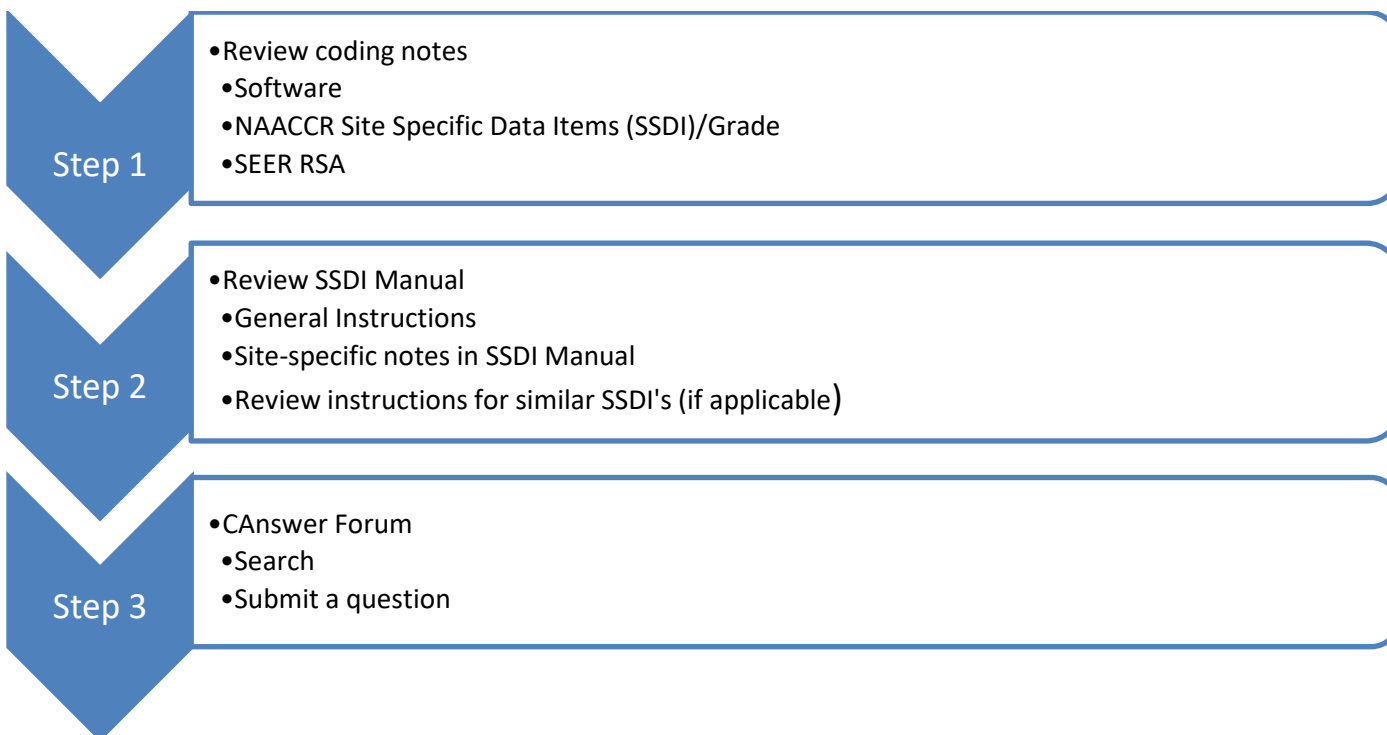 Step 1
•Review coding notes
•Software
•NAACCR Site Specific Data Items (SSDI)/Grade
•SEER RSA
Step 2
•Review SSDI Manual
•General Instructions
•Site-specific notes in SSDI Manual
•Review instructions for similar SSDI's (if applicable)
Step 3
•CAnswer Forum
•Search
•Submit a question